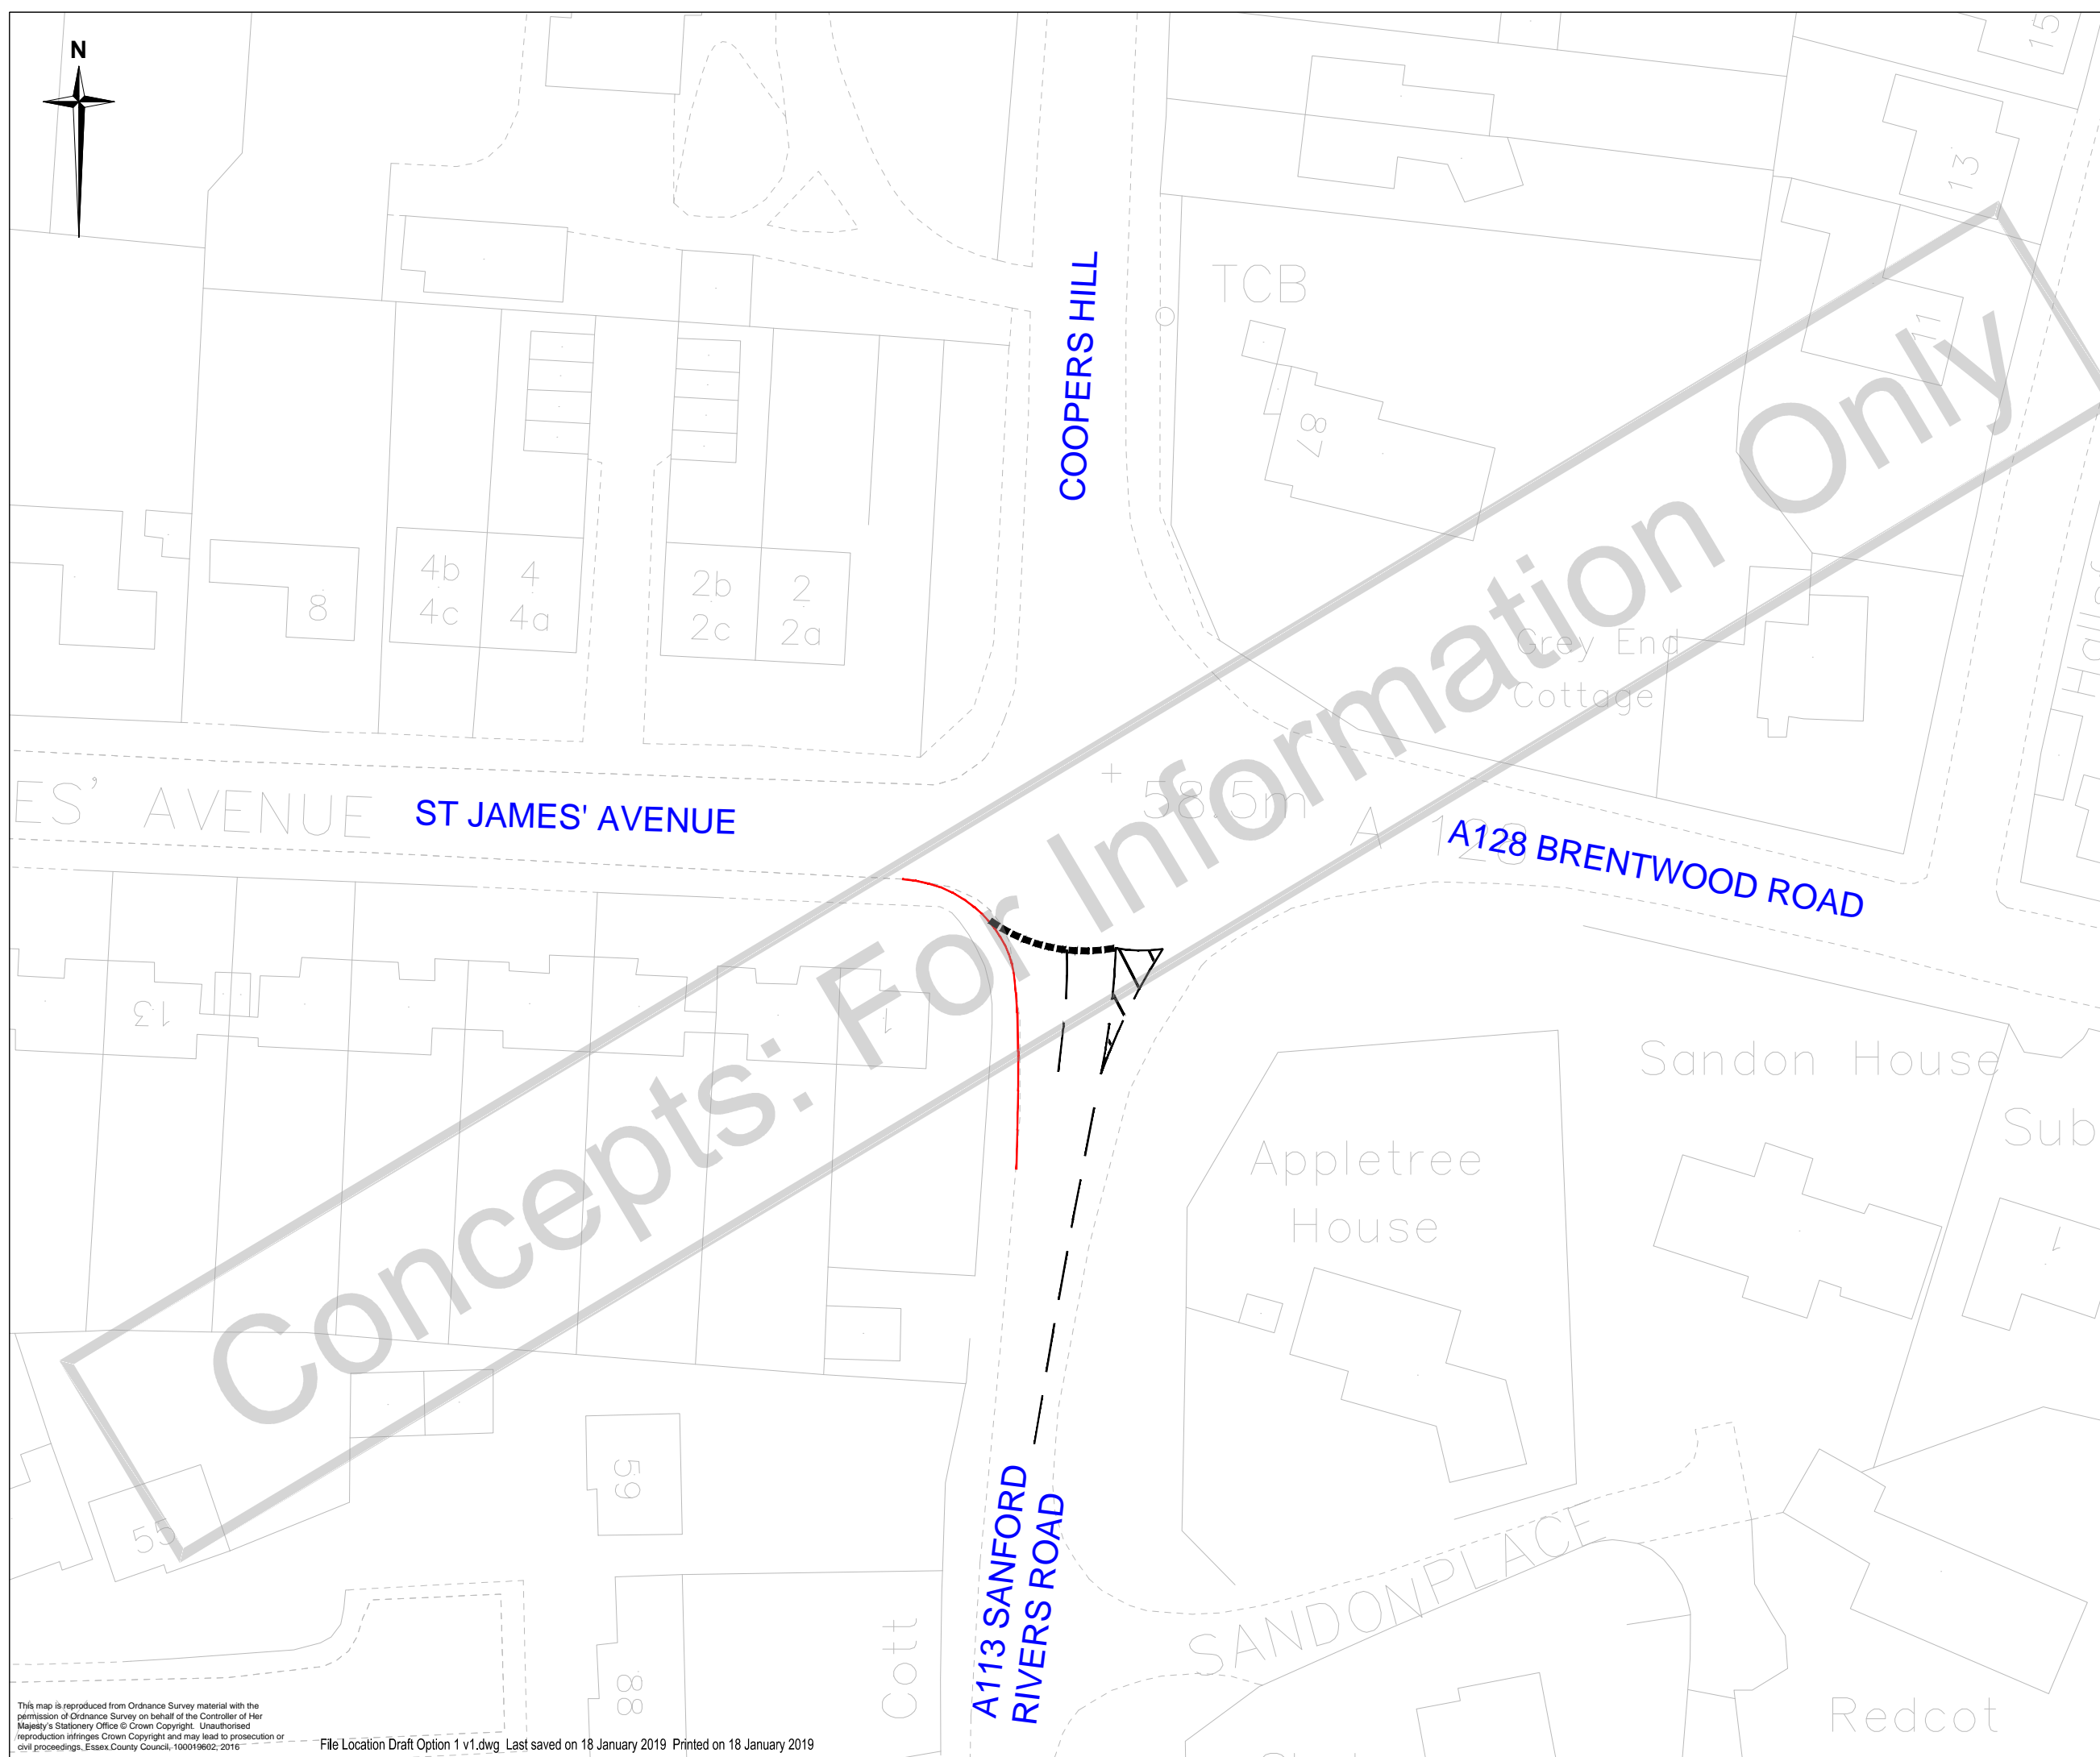 N
15
13
11
COOPERS HILL
TCB
78
4b
4
4c
4a
8
2b
2
2c
2a
Grey End
Cottage
ES' AVENUE
ST JAMES' AVENUE
58.5m
A 128
A128 BRENTWOOD ROAD
Concepts: For Information Only
13
1
Sandon House
Sub
Appletree
House
1
59
55
A113 SANFORD
RIVERS ROAD
SANDONPLACE
88
Cott
Redcot
This map is reproduced from Ordnance Survey material with the
permission of Ordnance Survey on behalf of the Controller of Her
Majesty's Stationery Office © Crown Copyright. Unauthorised
reproduction infringes Crown Copyright and may lead to prosecution or
civil proceedings. Essex County Council, 100019602, 2016
File Location Draft Option 1 v1.dwg Last saved on 18 January 2019 Printed on 18 January 2019